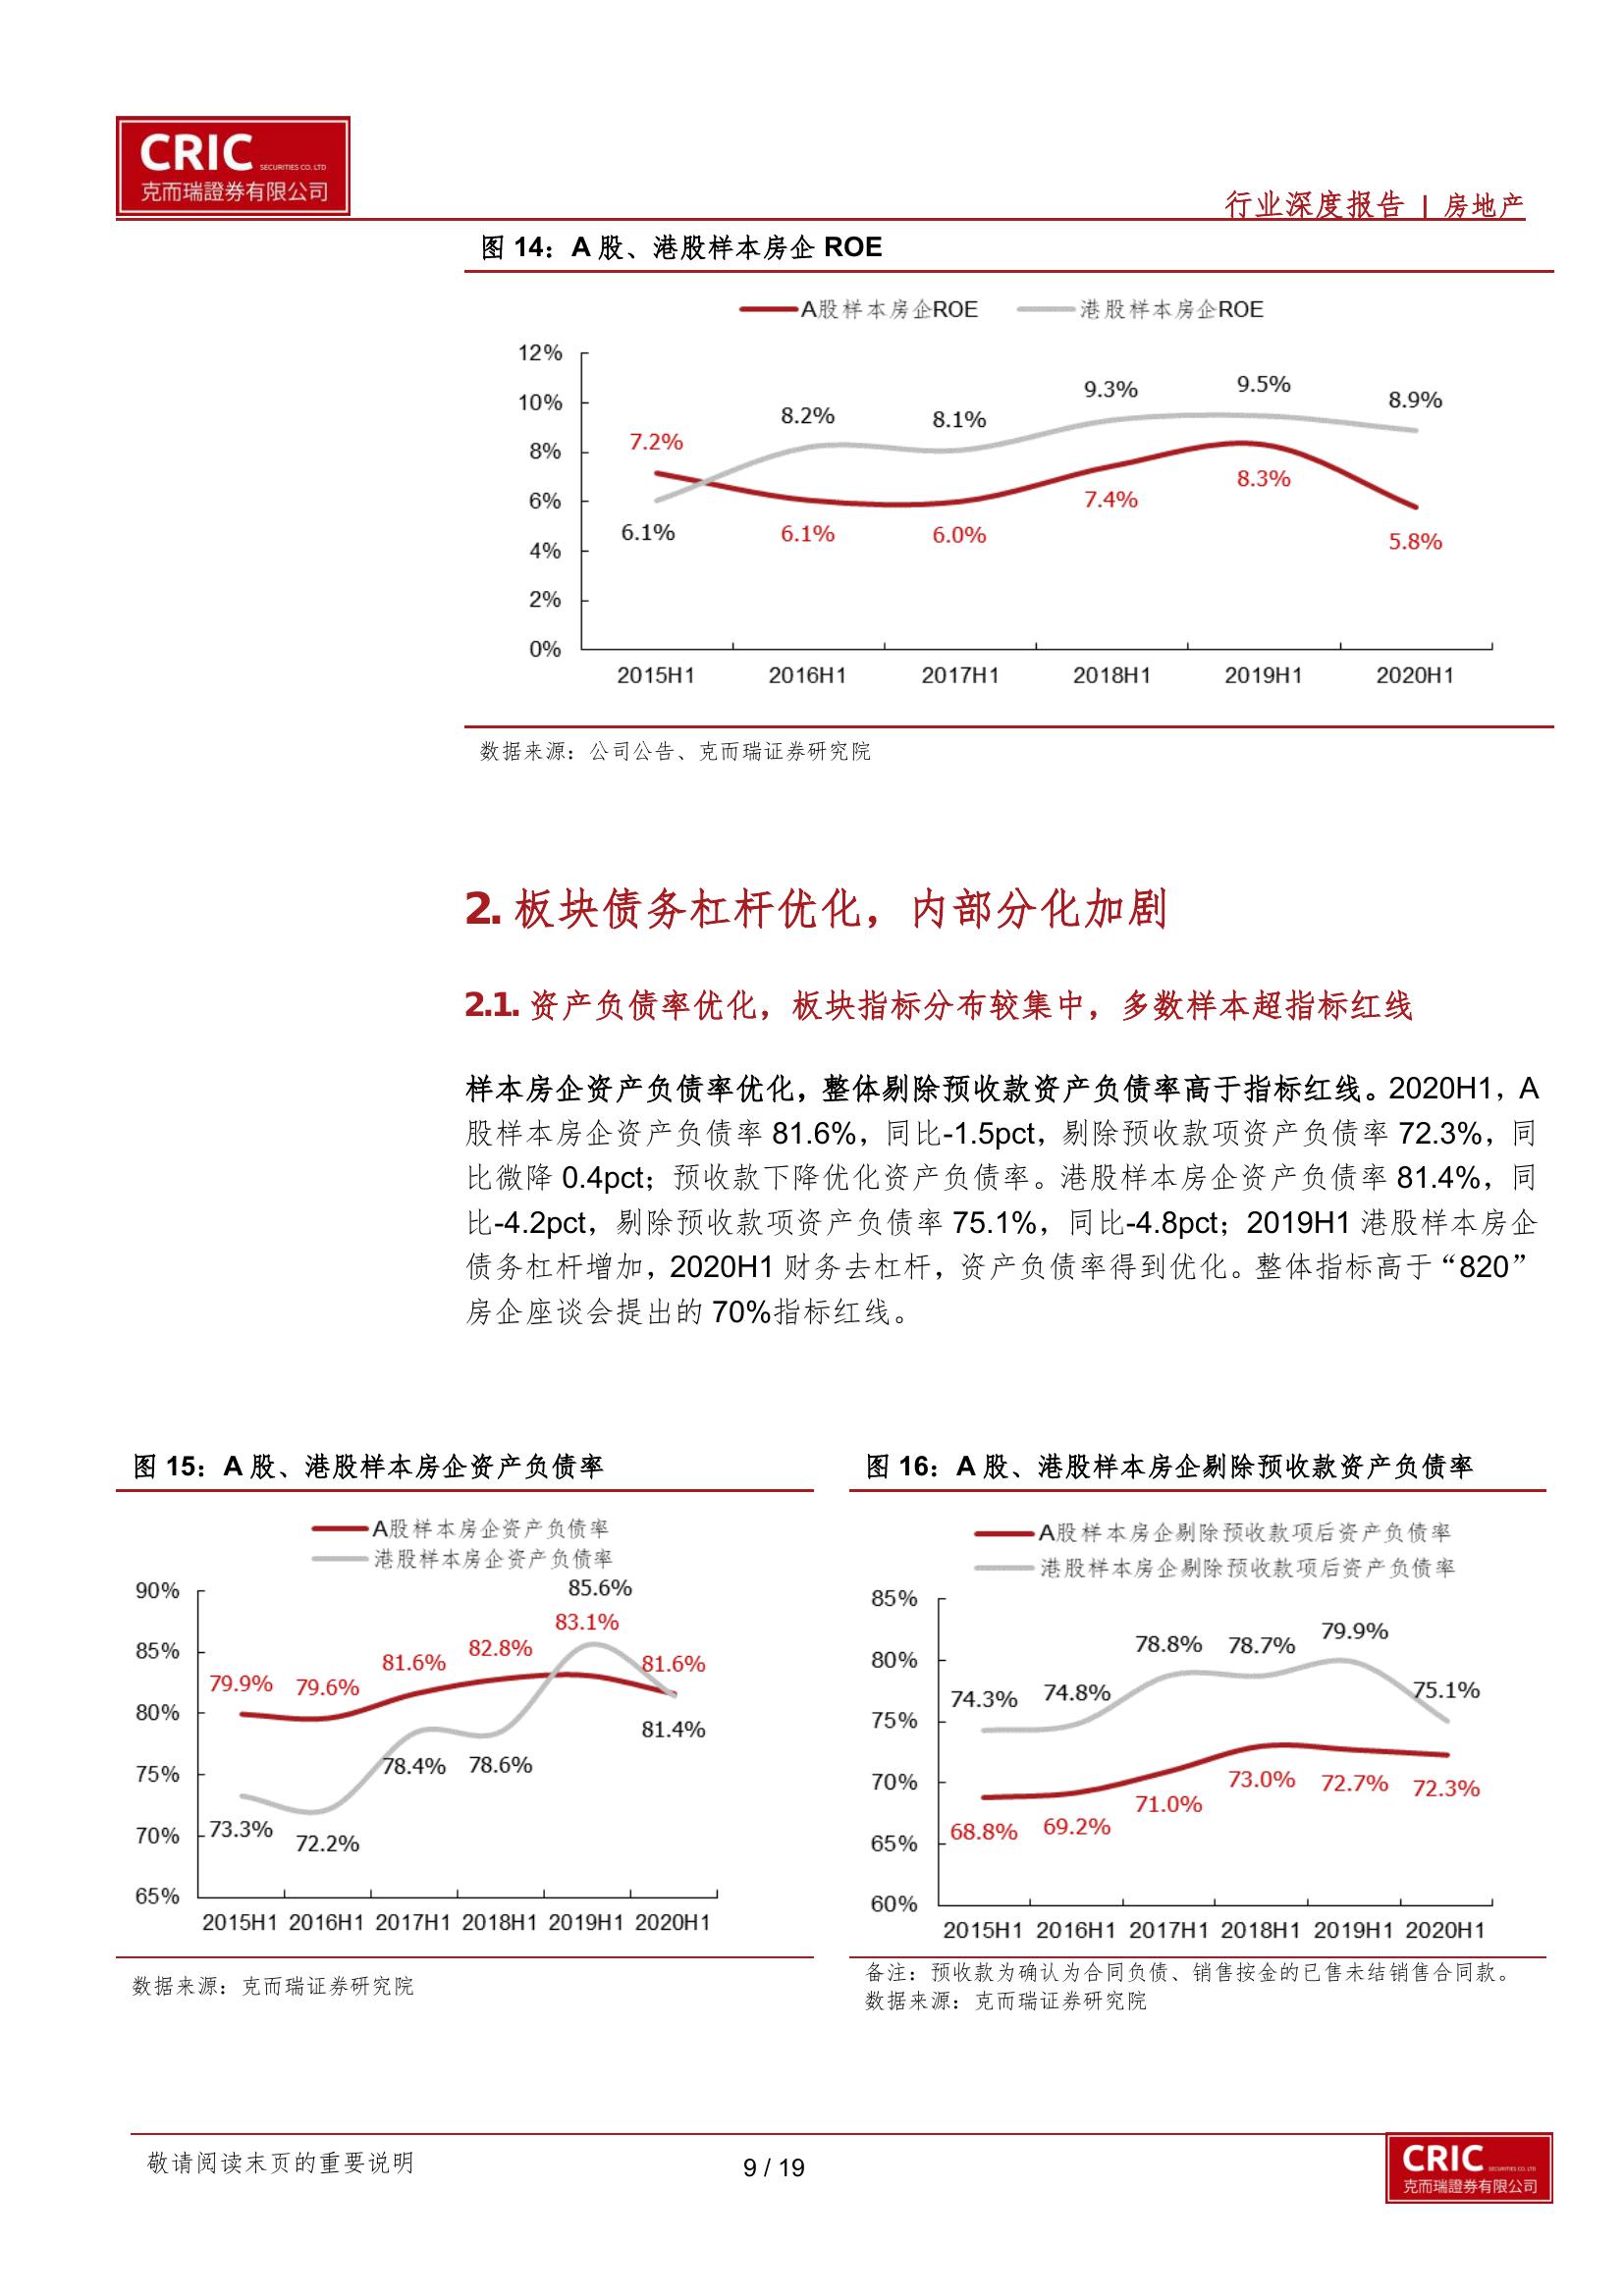 CRIC
SECURITIES CO. LTD
克而瑞證券有限公司
行业深度报告 | 房地产
图 14：A 股、港股样本房企 ROE
A股样本房企ROE 港股样本房企ROE
12%
10%
8%
6%
4%
2%
0%
7.2% 6.1% 6.0% 7.4% 8.3% 5.8%
6.1% 8.2% 8.1% 9.3% 9.5% 8.9%
2015H1 2016H1 2017H1 2018H1 2019H1 2020H1
数据来源：公司公告、克而瑞证券研究院
2. 板块债务杠杆优化，内部分化加剧
2.1. 资产负债率优化，板块指标分布较集中，多数样本超指标红线
样本房企资产负债率优化，整体剔除预收款资产负债率高于指标红线。2020H1，A
股样本房企资产负债率 81.6%，同比-1.5pct，剔除预收款项资产负债率 72.3%，同
比微降 0.4pct；预收款下降优化资产负债率。港股样本房企资产负债率 81.4%，同
比-4.2pct，剔除预收款项资产负债率 75.1%，同比-4.8pct；2019H1 港股样本房企
债务杠杆增加，2020H1 财务去杠杆，资产负债率得到优化。整体指标高于“820”
房企座谈会提出的 70%指标红线。
图 15：A 股、港股样本房企资产负债率
A股样本房企资产负债率
港股样本房企资产负债率
90%
85%
80%
75%
70%
65%
79.9% 79.6% 81.6% 82.8% 83.1% 81.6%
73.3% 72.2% 78.4% 78.6% 85.6% 81.4%
2015H1 2016H1 2017H1 2018H1 2019H1 2020H1
数据来源：克而瑞证券研究院
图 16：A 股、港股样本房企剔除预收款资产负债率
A股样本房企剔除预收款项后资产负债率
港股样本房企剔除预收款项后资产负债率
85%
80%
75%
70%
65%
60%
74.3% 74.8% 78.8% 78.7% 79.9% 75.1%
68.8% 69.2% 71.0% 73.0% 72.7% 72.3%
2015H1 2016H1 2017H1 2018H1 2019H1 2020H1
备注：预收款为确认为合同负债、销售按金的已售未结销售合同款。
数据来源：克而瑞证券研究院
敬请阅读末页的重要说明
9 / 19
CRIC
SECURITIES CO. LTD
克而瑞證券有限公司